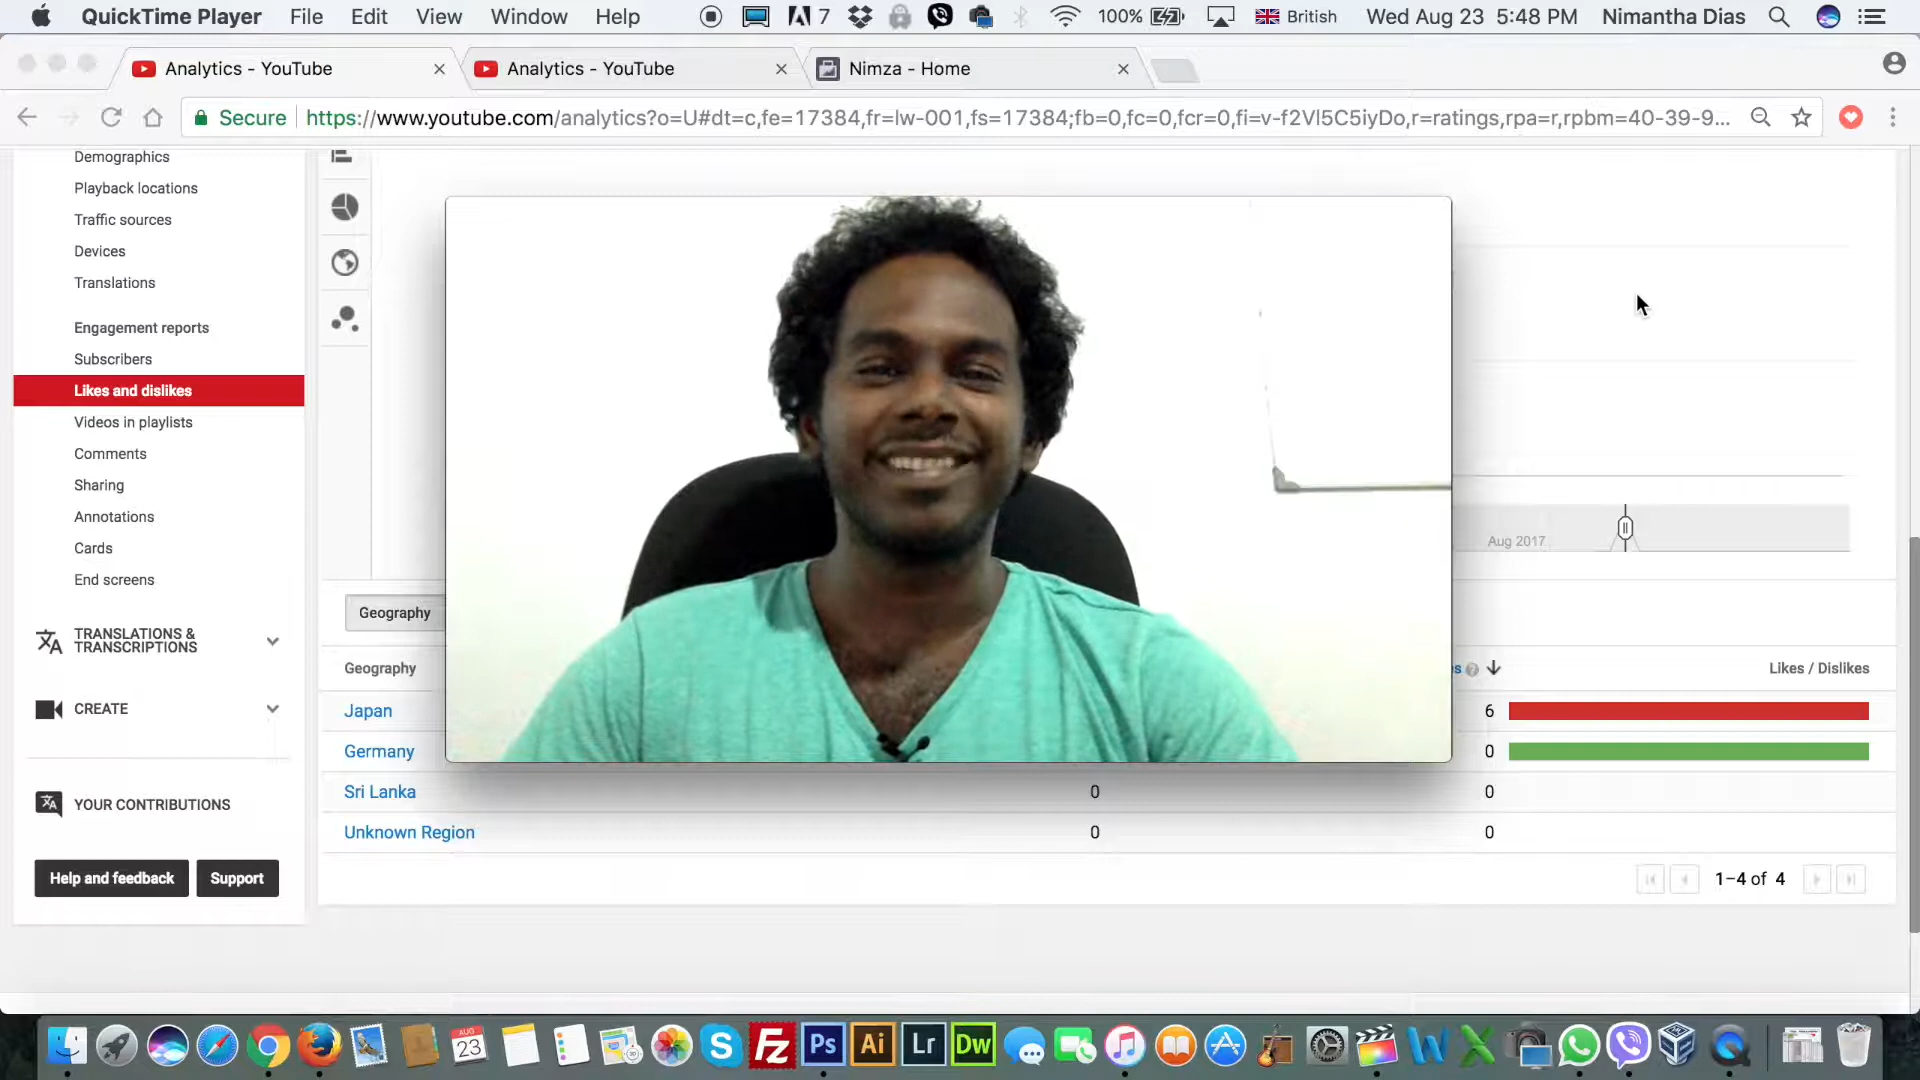 QuickTime Player File Edit View Window Help 7 100% British Wed Aug 23 5:48 PM Nimantha Dias
Analytics - YouTube Analytics - YouTube Nimza - Home
Secure https://www.youtube.com/analytics?o=U#dt=c,fe=17384,fr=lw-001,fs=17384;fb=0,fc=0,fcr=0,fi=v-f2Vl5C5iyDo,r=ratings,rpa=r,rpbm=40-39-9...
Demographics
Playback locations
Traffic sources
Devices
Translations
Engagement reports
Subscribers
Likes and dislikes
Videos in playlists
Comments
Sharing
Annotations
Cards
End screens
TRANSLATIONS &
TRANSCRIPTIONS
CREATE
YOUR CONTRIBUTIONS
Help and feedback Support
Aug 2017
Geography
Geography s ? Likes / Dislikes
Japan 6
Germany 0
Sri Lanka 0 0
Unknown Region 0 0
1–4 of 4
AUG
23
Fz Ps Ai Lr Dw